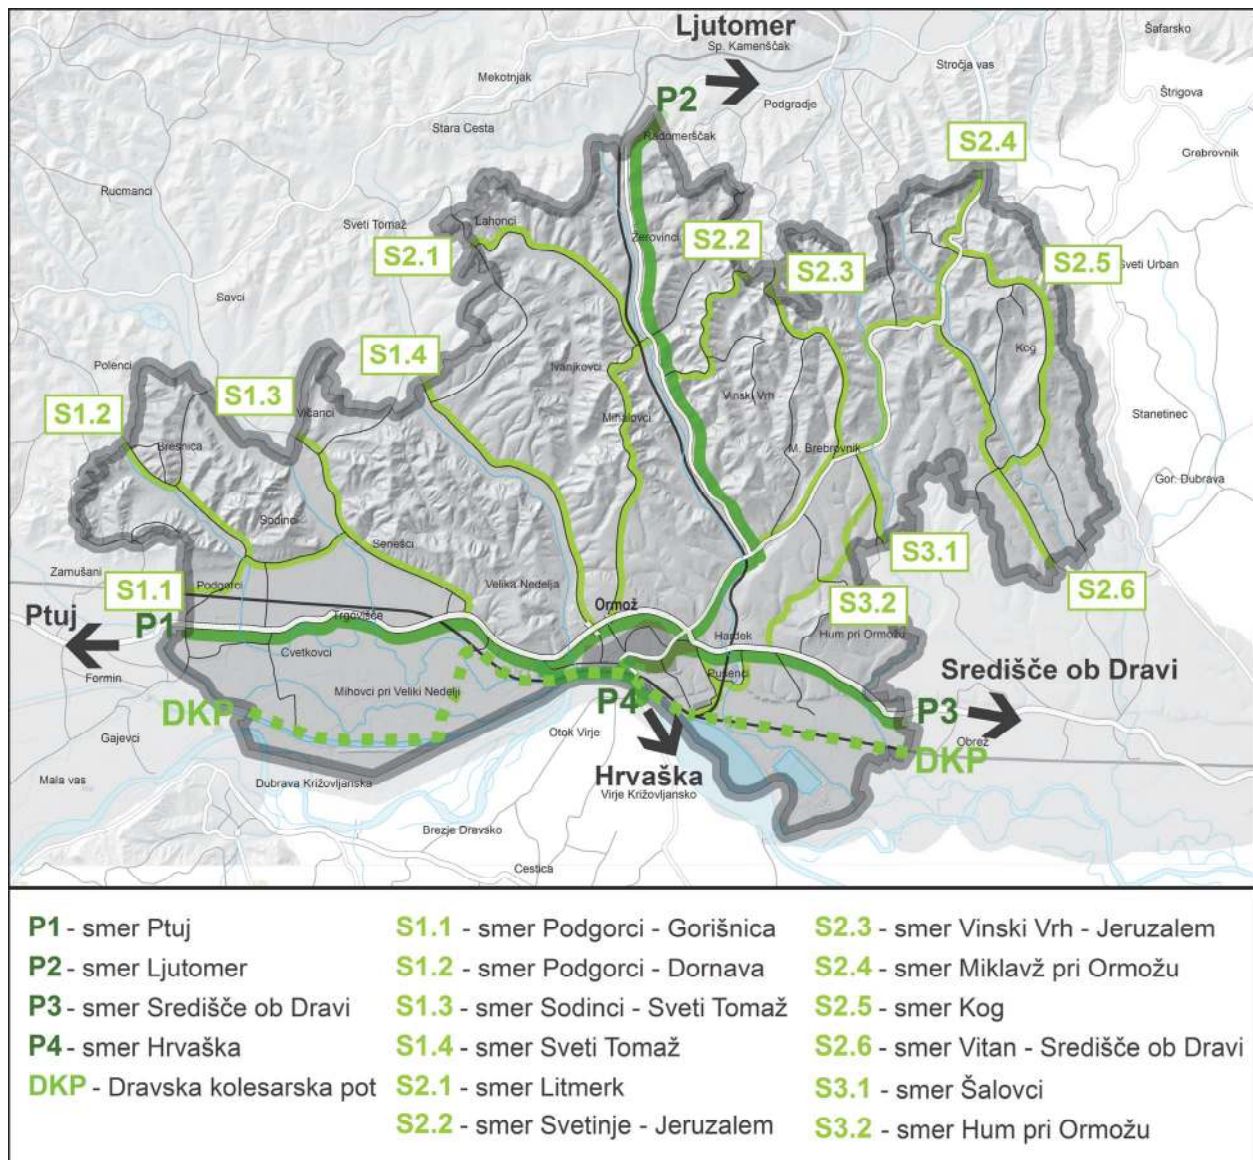 Ljutomer
Šafarsko
Sp. Kamenščak
Stročja vas
Mekotnjak
P2
Podgradje
Štrigova
Stara Cesta
Radomerščak
S2.4
Grebrovnik
Rucmanci
Sveti Tomaž
Lahonci
Žerovinci
S2.2
S2.1
S2.3
S2.5
Sveti Urban
Savci
Kog
Polenci
S1.4
Ivanjkovci
S1.3
Vinski Vrh
S1.2
Vičanci
Mihalovci
Stanetinec
Brešnica
M. Brebrovnik
Gor. Dubrava
Sodinci
Senešci
S3.1
Zamušani
S1.1
Podgorci
Velika Nedelja
S2.6
S3.2
Ptuj
P1
Trgovišče
Ormož
Hardek
Hum pri Ormožu
Cvetkovci
Središče ob Dravi
Formin
Mihovci pri Veliki Nedelji
Pušenci
P4
P3
DKP
Gajevci
Otok Virje
Obrež
DKP
Mala vas
Dubrava Križovljanska
Hrvaška
Virje Križovljansko
Brezje Dravsko
Cestica
P1 - smer Ptuj
P2 - smer Ljutomer
P3 - smer Središče ob Dravi
P4 - smer Hrvaška
DKP - Dravska kolesarska pot
S1.1 - smer Podgorci - Gorišnica
S1.2 - smer Podgorci - Dornava
S1.3 - smer Sodinci - Sveti Tomaž
S1.4 - smer Sveti Tomaž
S2.1 - smer Litmerk
S2.2 - smer Svetinje - Jeruzalem
S2.3 - smer Vinski Vrh - Jeruzalem
S2.4 - smer Miklavž pri Ormožu
S2.5 - smer Kog
S2.6 - smer Vitan - Središče ob Dravi
S3.1 - smer Šalovci
S3.2 - smer Hum pri Ormožu